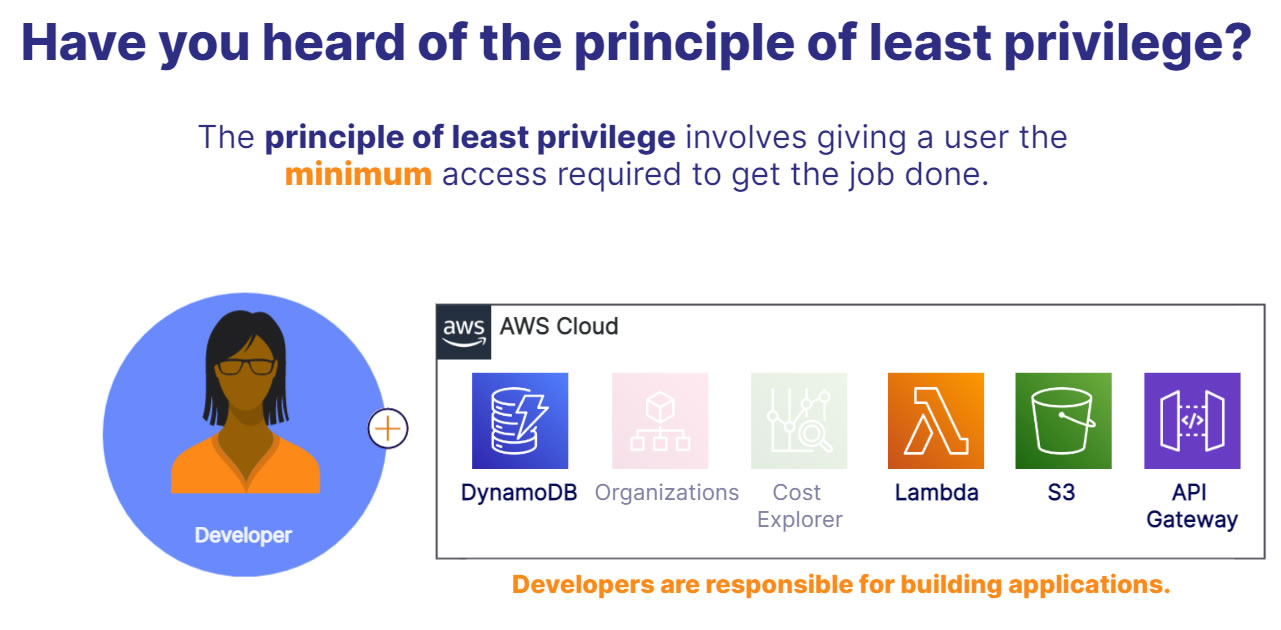 Have you heard of the principle of least privilege?
The principle of least privilege involves giving a user the
minimum access required to get the job done.
Developer
aws
AWS Cloud
DynamoDB
Organizations
Cost
Explorer
Lambda
S3
API
Gateway
Developers are responsible for building applications.